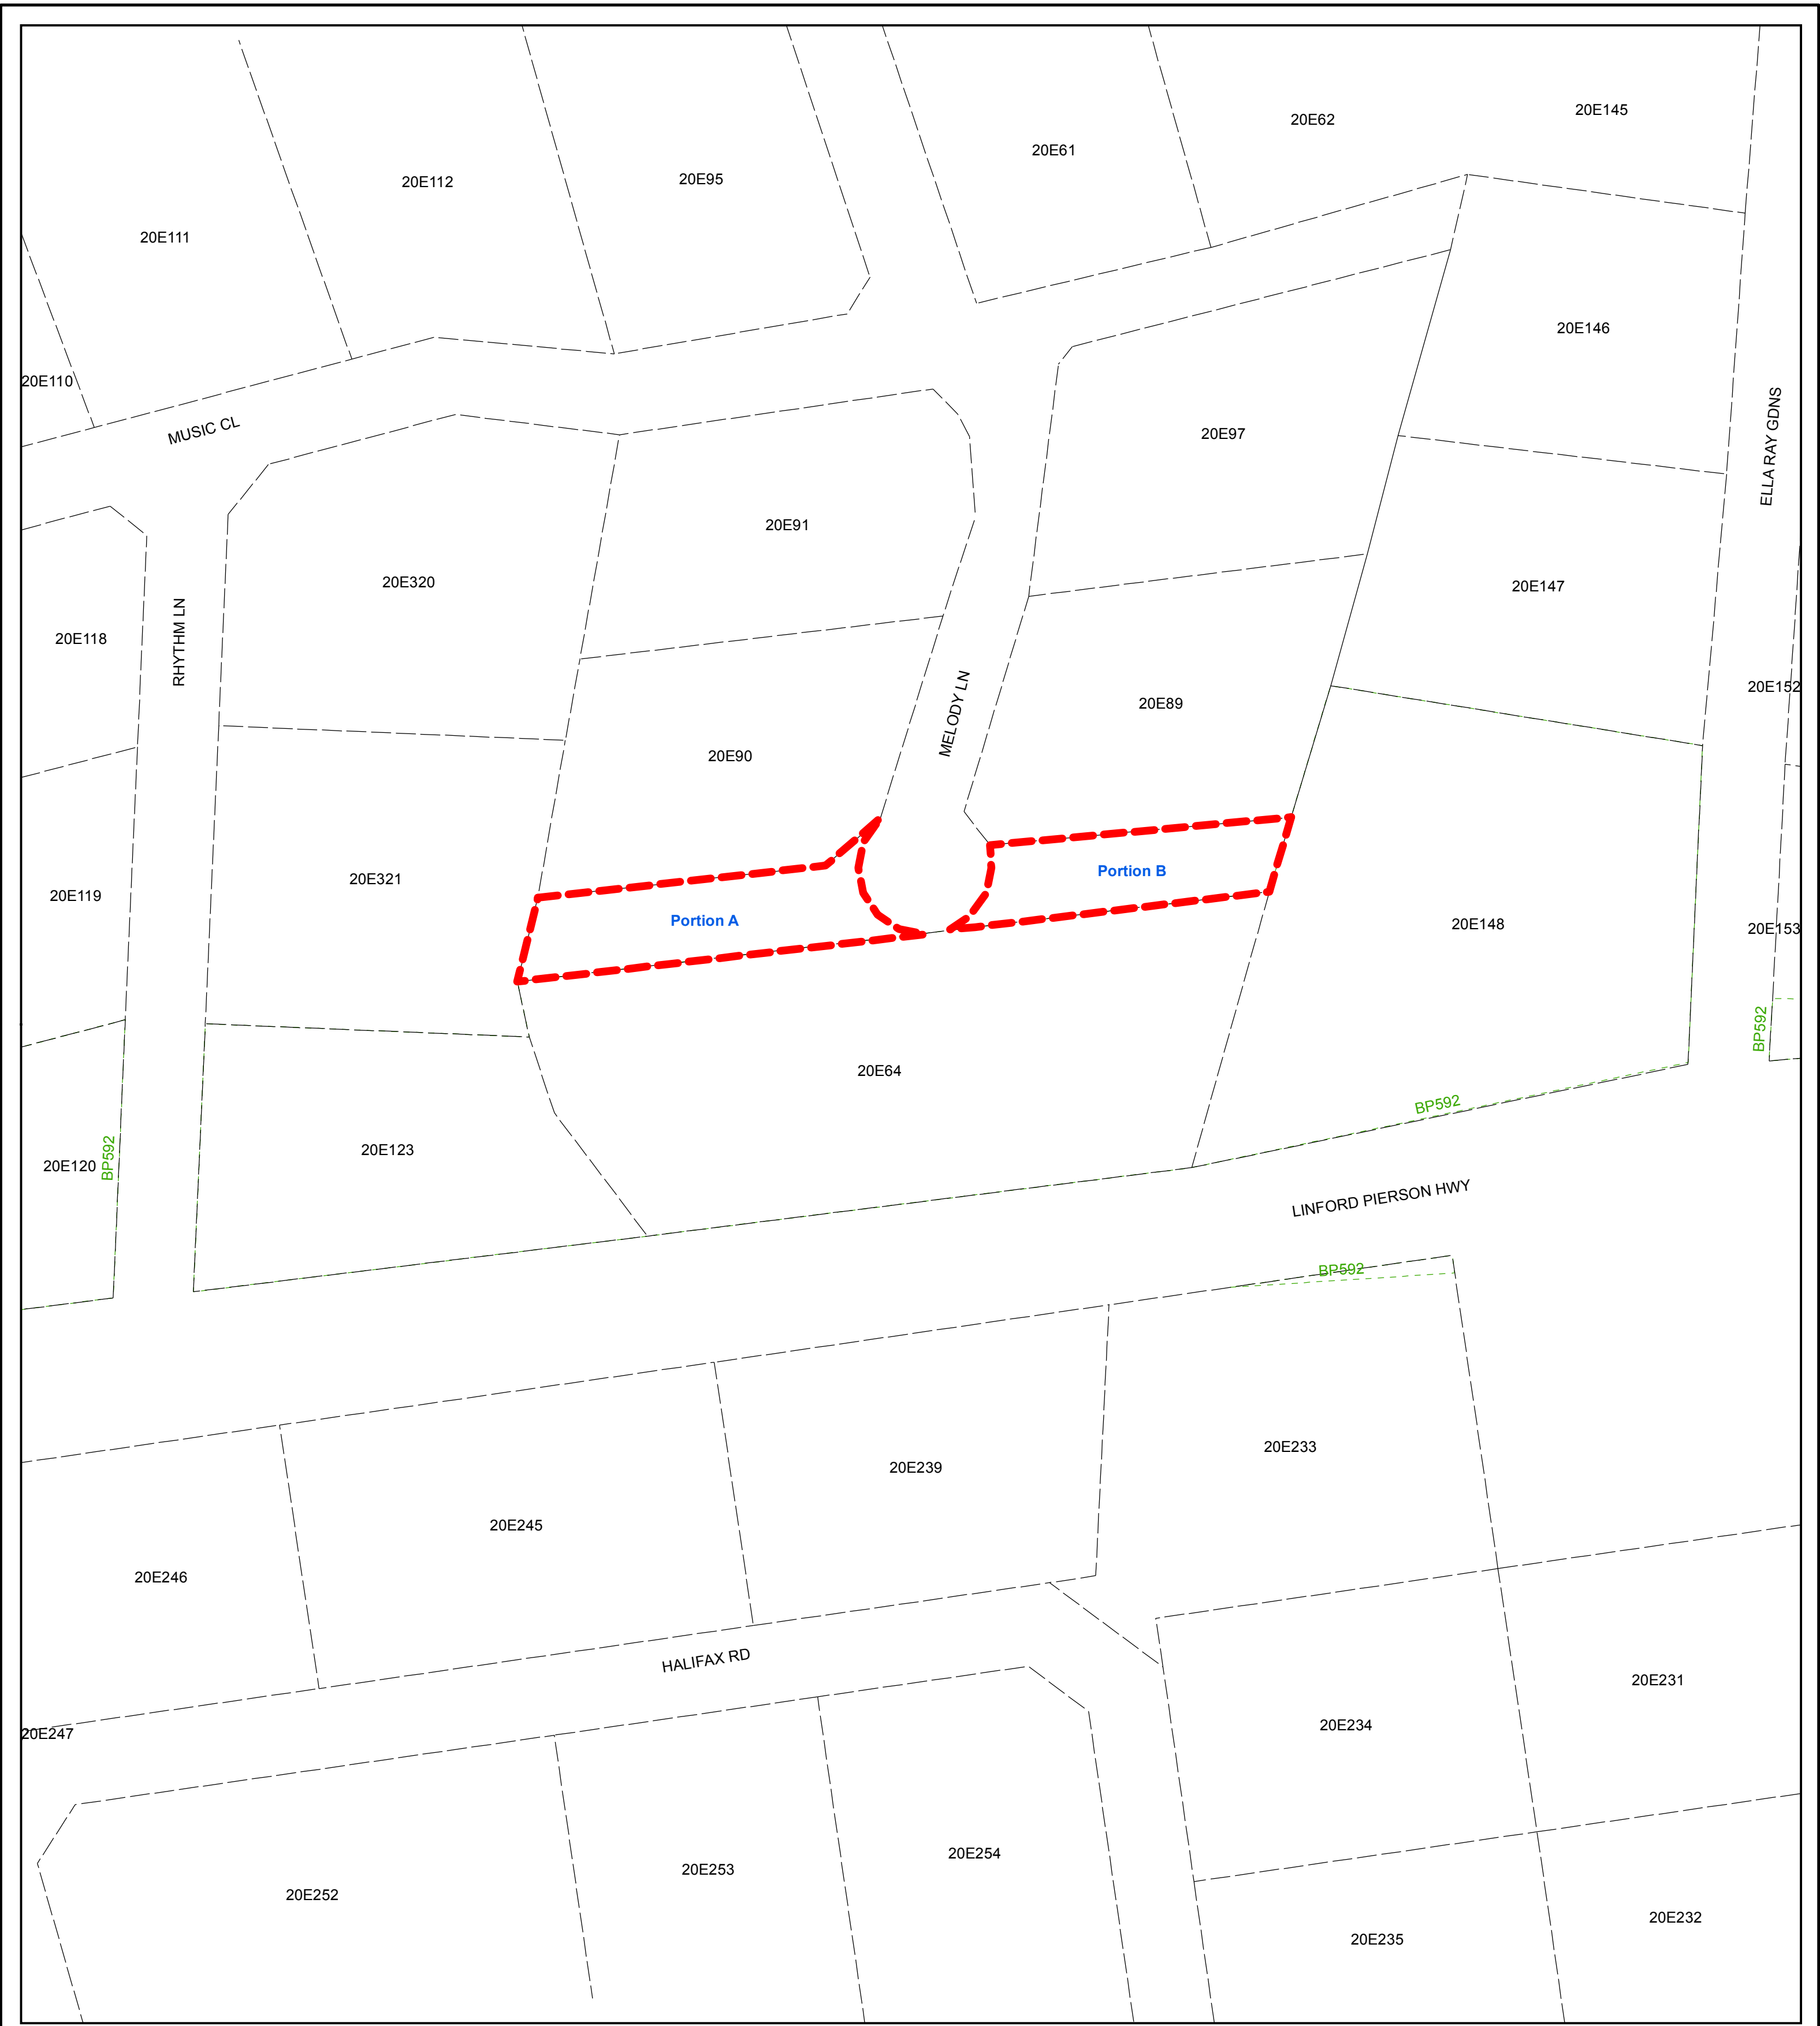 20E145
20E62
20E61
20E95
20E112
20E111
20E146
20E110
MUSIC CL
20E97
ELLA RAY GDNS
20E91
20E320
20E147
20E118
RHYTHM LN
20E152
20E89
MELODY LN
20E90
Portion B
20E321
20E119
Portion A
20E148
20E153
BP592
20E64
BP592
20E123
20E120
BP592
LINFORD PIERSON HWY
BP592
20E233
20E239
20E245
20E246
HALIFAX RD
20E231
20E234
20E247
20E254
20E253
20E252
20E232
20E235